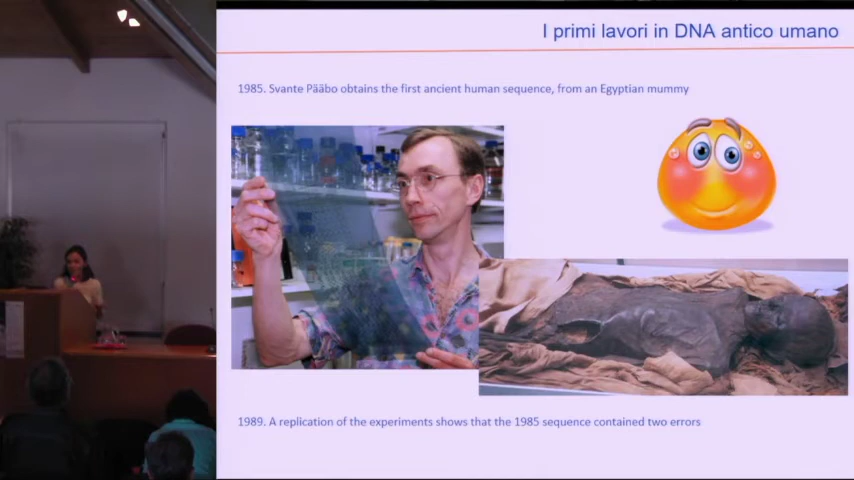 I primi lavori in DNA antico umano
1985. Svante Pääbo obtains the first ancient human sequence, from an Egyptian mummy
1989. A replication of the experiments shows that the 1985 sequence contained two errors